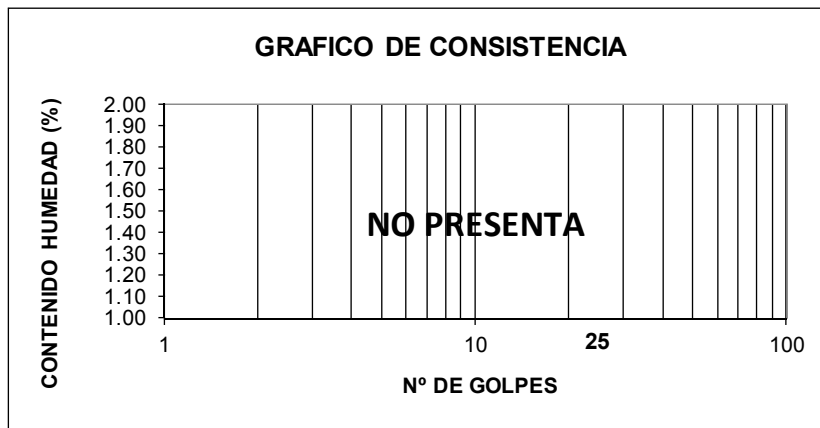 GRAFICO DE CONSISTENCIA
CONTENIDO HUMEDAD (%)
2.00
1.90
1.80
1.70
1.60
1.50
1.40
1.30
1.20
1.10
1.00
NO PRESENTA
1 10 25 100
Nº DE GOLPES